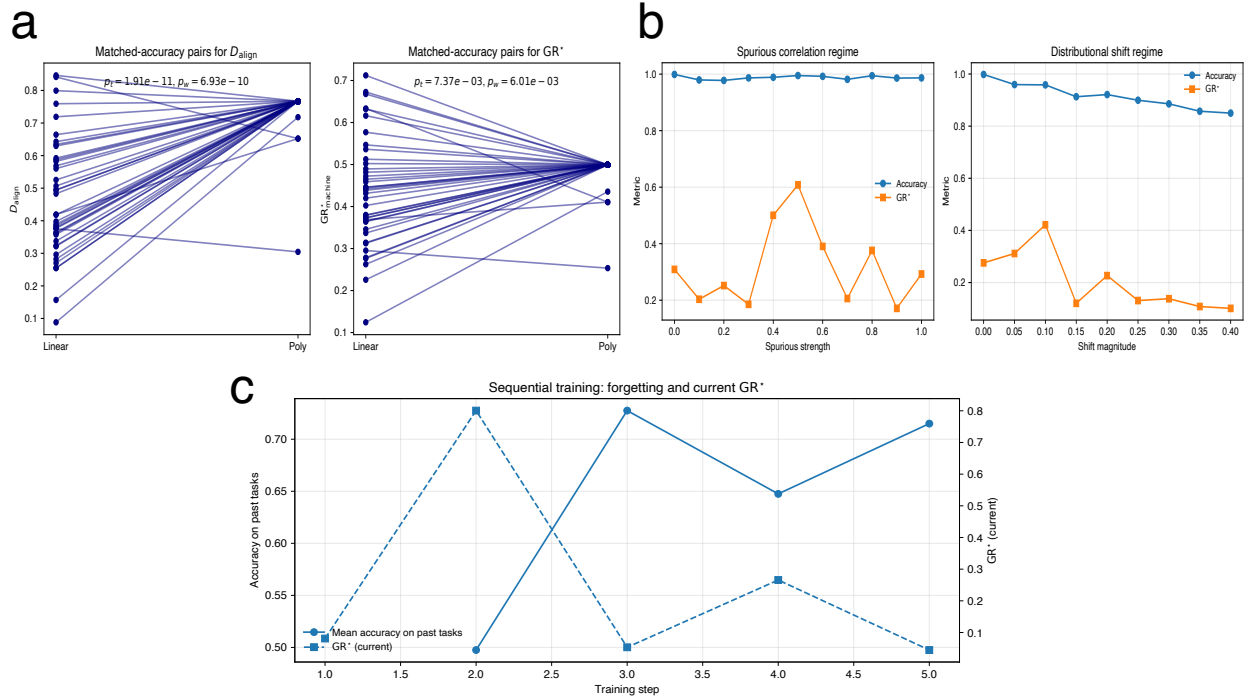 a
Matched-accuracy pairs for D_align
p_t = 1.91e − 11, p_w = 6.93e − 10
D_align
0.8
0.7
0.6
0.5
0.4
0.3
0.2
0.1
Linear
Poly
Matched-accuracy pairs for GR*
p_t = 7.37e − 03, p_w = 6.01e − 03
GR*_machine
0.7
0.6
0.5
0.4
0.3
0.2
0.1
Linear
Poly
b
Spurious correlation regime
Metric
1.0
0.8
0.6
0.4
0.2
Accuracy
GR*
0.0
0.2
0.4
0.6
0.8
1.0
Spurious strength
Distributional shift regime
Metric
1.0
0.8
0.6
0.4
0.2
Accuracy
GR*
0.00
0.05
0.10
0.15
0.20
0.25
0.30
0.35
0.40
Shift magnitude
c
Sequential training: forgetting and current GR*
Accuracy on past tasks
0.70
0.65
0.60
0.55
0.50
Mean accuracy on past tasks
GR* (current)
1.0
1.5
2.0
2.5
3.0
3.5
4.0
4.5
5.0
Training step
0.8
0.7
0.6
0.5
0.4
0.3
0.2
0.1
GR* (current)